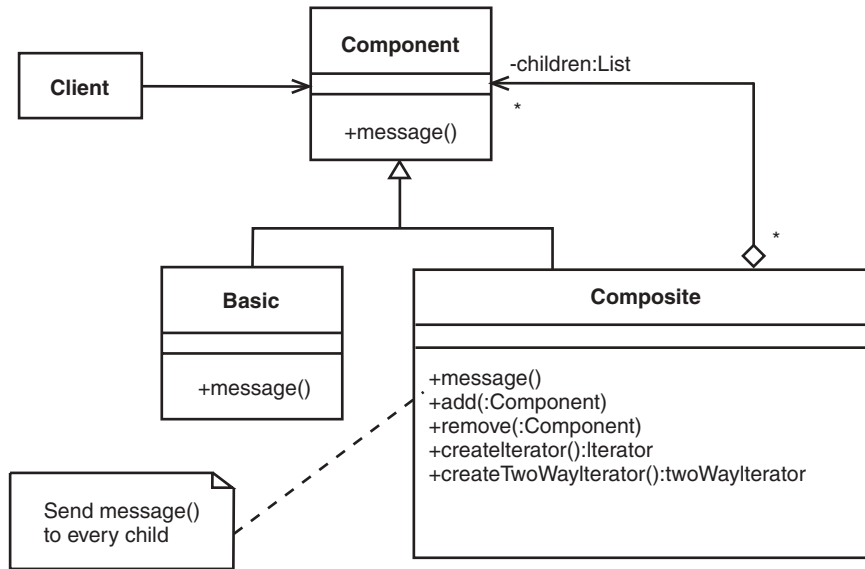 Component
Client
-children:List
*
+message()
*
Basic
Composite
+message()
+message()
+add(:Component)
+remove(:Component)
+createIterator():Iterator
+createTwoWayIterator():twoWayIterator
Send message()
to every child